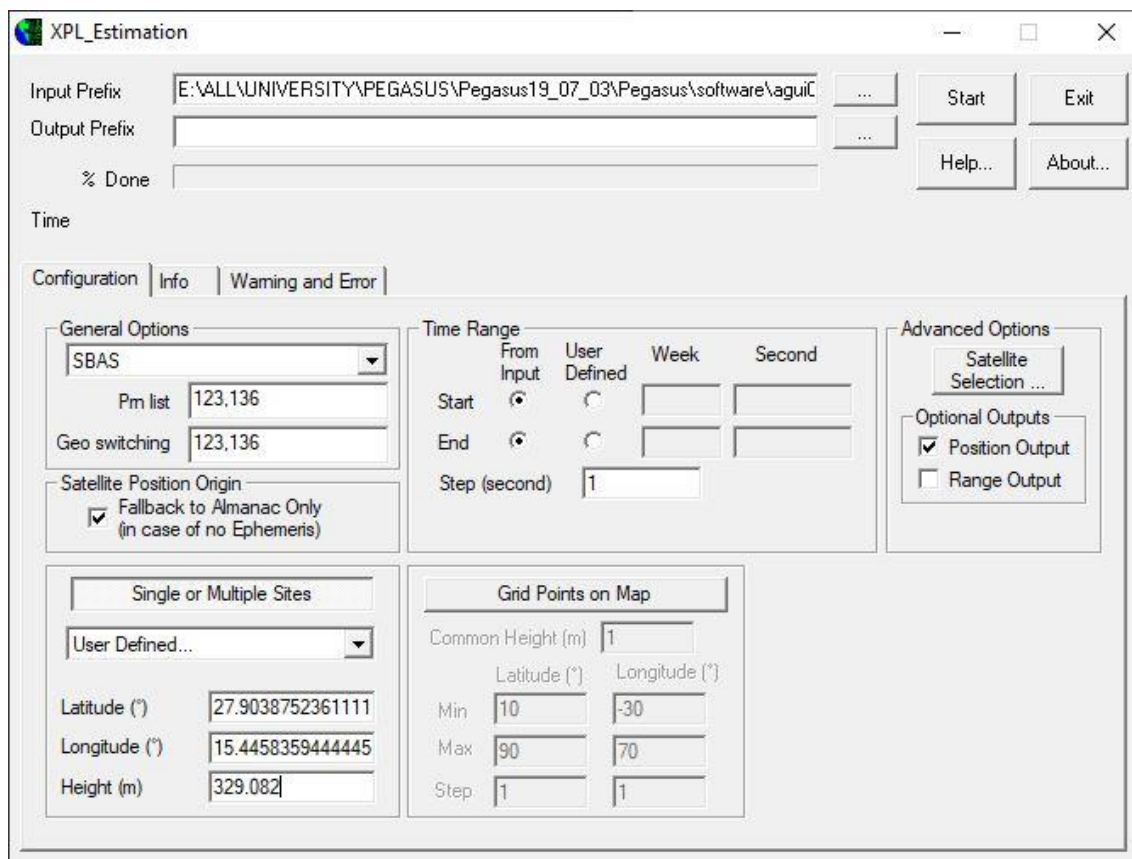 XPL_Estimation
Input Prefix E:\ALL\UNIVERSITY\PEGASUS\Pegasus19_07_03\Pegasus\software\agui0 ... Start Exit
Output Prefix ...
% Done Help... About...
Time
Configuration Info Warning and Error
General Options
SBAS
Prn list 123,136
Geo switching 123,136
Satellite Position Origin
Fallback to Almanac Only
(in case of no Ephemeris)
Time Range
From Input User Defined Week Second
Start
End
Step (second) 1
Advanced Options
Satellite
Selection ...
Optional Outputs
Position Output
Range Output
Single or Multiple Sites
User Defined...
Latitude (°) 27.9038752361111
Longitude (°) 15.4458359444445
Height (m) 329.082
Grid Points on Map
Common Height (m) 1
Latitude (°) Longitude (°)
Min 10 -30
Max 90 70
Step 1 1